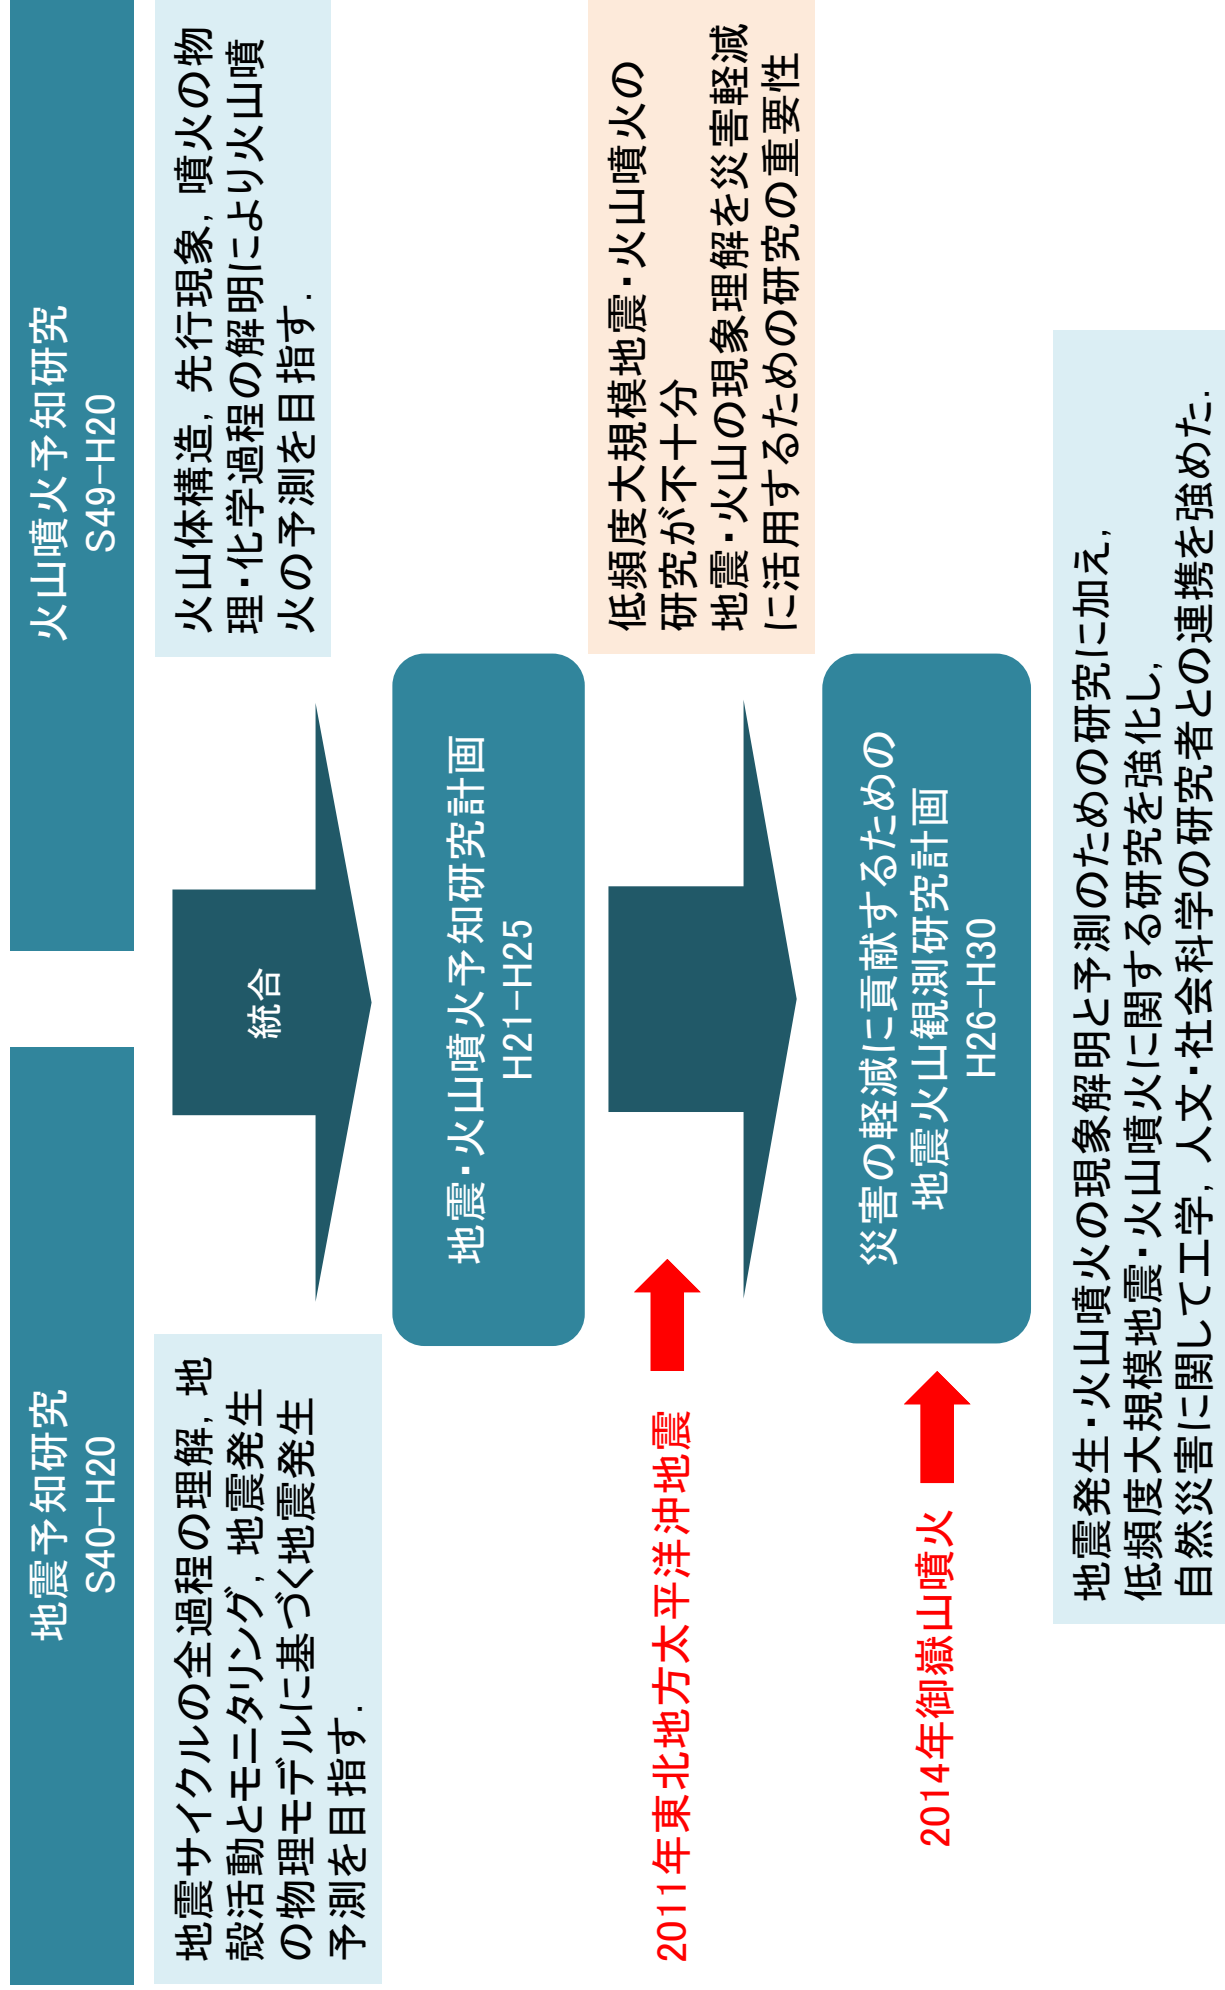 地震予知研究
S40-H20
火山噴火予知研究
S49-H20
地震サイクルの全過程の理解, 地
殻活動とモニタリング, 地震発生
の物理モデルに基づく地震発生
予測を目指す.
統合
火山体構造, 先行現象, 噴火の物
理・化学過程の解明により火山噴
火の予測を目指す.
地震・火山噴火予知研究計画
H21-H25
2011年東北地方太平洋沖地震
低頻度大規模地震・火山噴火の
研究が不十分
地震・火山の現象理解を災害軽減
に活用するための研究の重要性
災害の軽減に貢献するための
地震火山観測研究計画
H26-H30
2014年御嶽山噴火
地震発生・火山噴火の現象解明と予測のための研究に加え,
低頻度大規模地震・火山噴火に関する研究を強化し,
自然災害に関して工学, 人文・社会科学の研究者との連携を強めた.